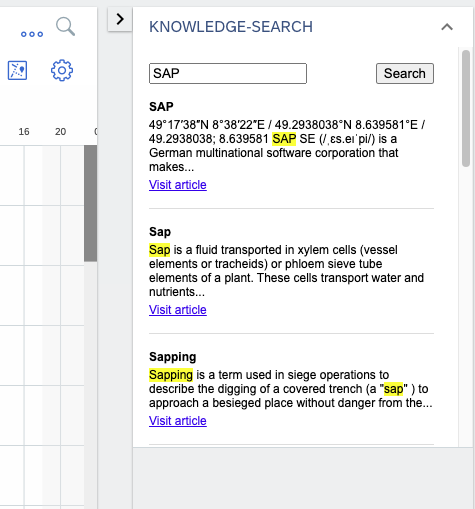 KNOWLEDGE-SEARCH
SAP
Search
16 20
SAP
49°17′38″N 8°38′22″E / 49.2938038°N 8.639581°E /
49.2938038; 8.639581 SAP SE (/ˌɛs.eɪˈpi/) is a
German multinational software corporation that
makes...
Visit article
Sap
Sap is a fluid transported in xylem cells (vessel
elements or tracheids) or phloem sieve tube
elements of a plant. These cells transport water and
nutrients...
Visit article
Sapping
Sapping is a term used in siege operations to
describe the digging of a covered trench (a "sap" ) to
approach a besieged place without danger from the...
Visit article